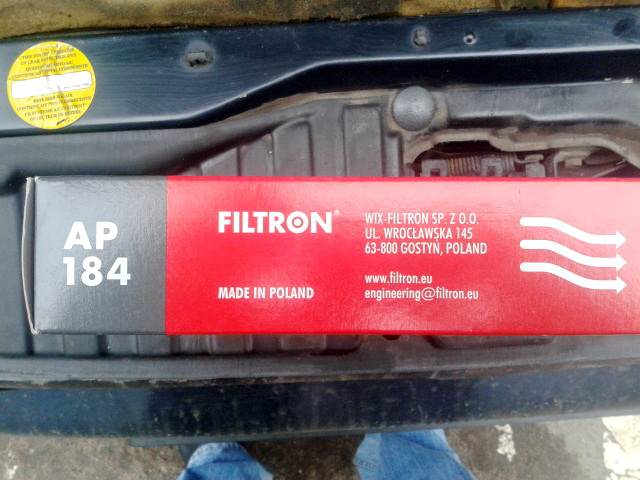 AP
184
FILTRON®
MADE IN POLAND
WIX-FILTRON SP. Z O.O.
UL. WROCŁAWSKA 145
63-800 GOSTYŃ, POLAND
www.filtron.eu
engineering@filtron.eu